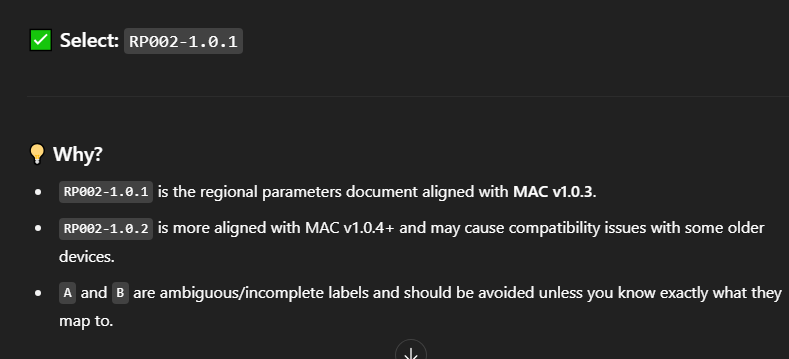 ✅ Select: RP002-1.0.1
💡 Why?
• RP002-1.0.1 is the regional parameters document aligned with MAC v1.0.3.
• RP002-1.0.2 is more aligned with MAC v1.0.4+ and may cause compatibility issues with some older
devices.
• A and B are ambiguous/incomplete labels and should be avoided unless you know exactly what they
map to.